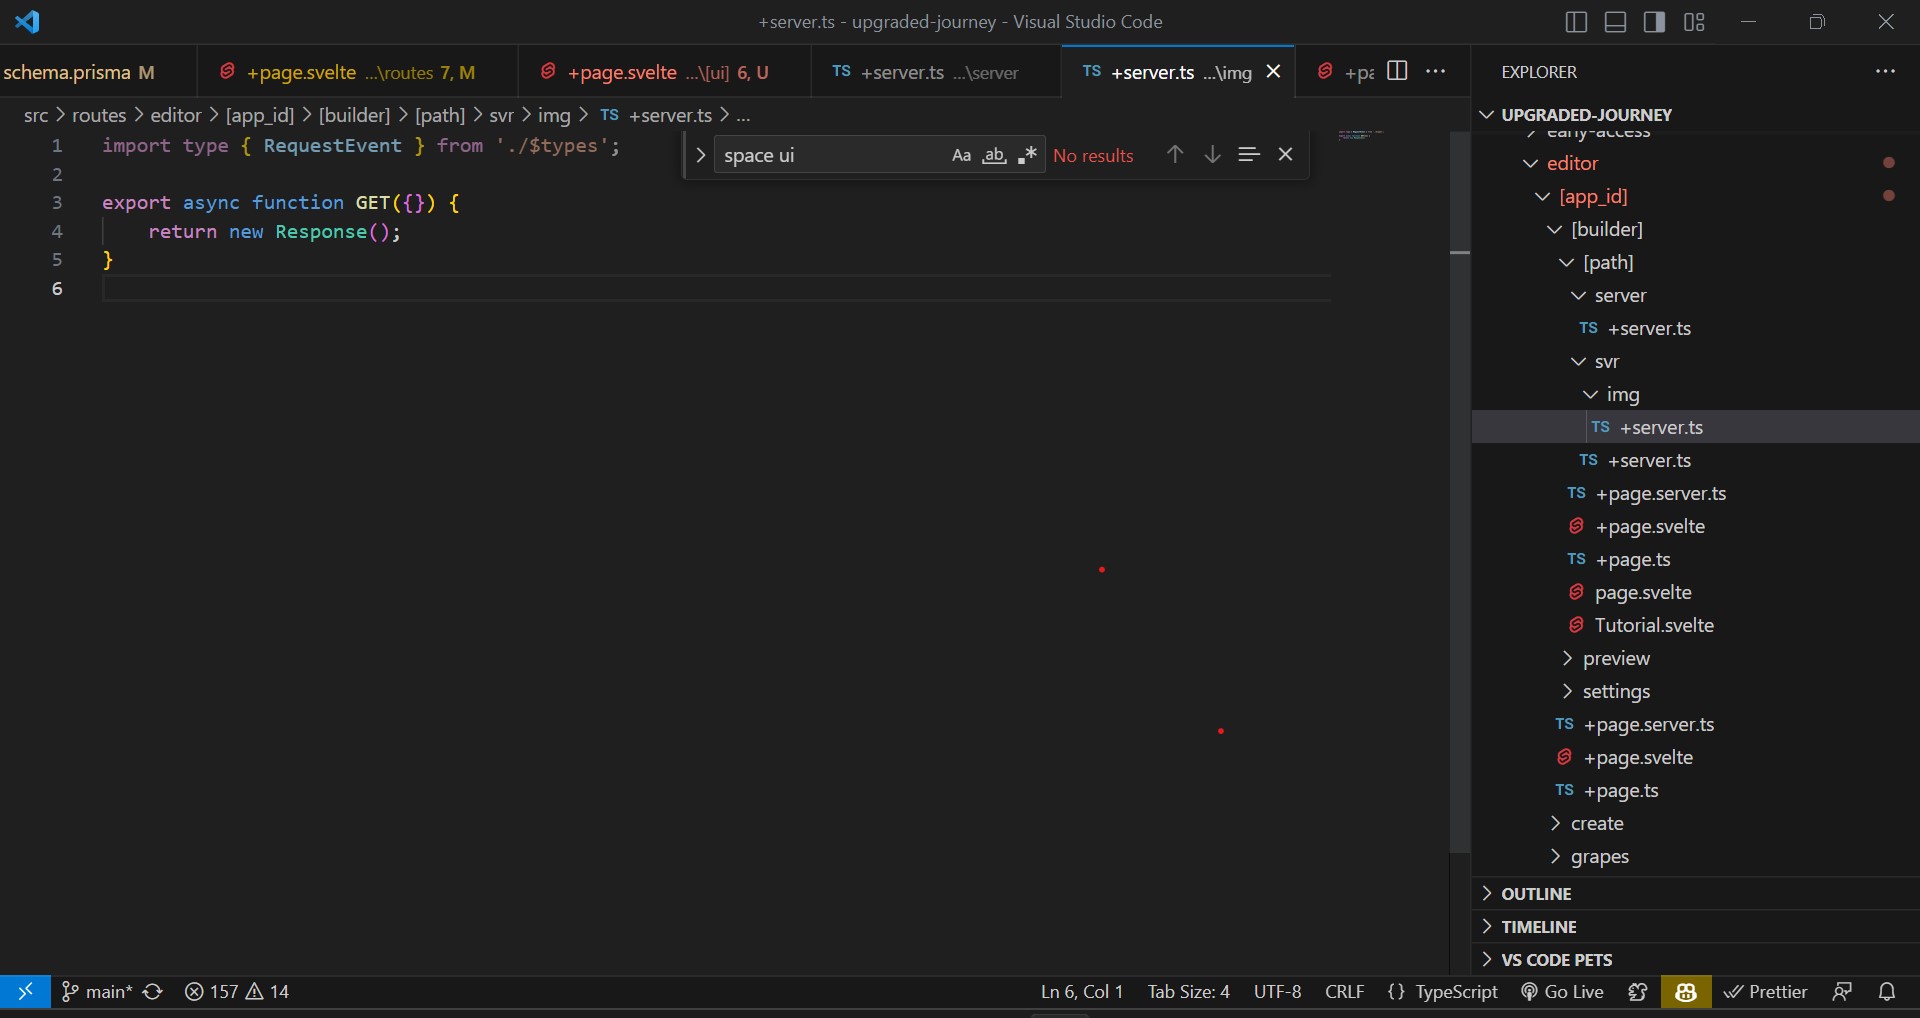 +server.ts - upgraded-journey - Visual Studio Code
schema.prisma M
+page.svelte ...\routes 7, M
+page.svelte ...\[ui] 6, U
TS +server.ts ...\server
TS +server.ts ...\img
+pa
src > routes > editor > [app_id] > [builder] > [path] > svr > img > TS +server.ts > ...
space ui Aa ab No results
1 import type { RequestEvent } from './$types';
2
3 export async function GET({}) {
4 return new Response();
5 }
6
EXPLORER
UPGRADED-JOURNEY
early-access
editor
[app_id]
[builder]
[path]
server
TS +server.ts
svr
img
TS +server.ts
TS +server.ts
TS +page.server.ts
+page.svelte
TS +page.ts
page.svelte
Tutorial.svelte
preview
settings
TS +page.server.ts
+page.svelte
TS +page.ts
create
grapes
OUTLINE
TIMELINE
VS CODE PETS
main* 157 14
Ln 6, Col 1 Tab Size: 4 UTF-8 CRLF {} TypeScript Go Live Prettier